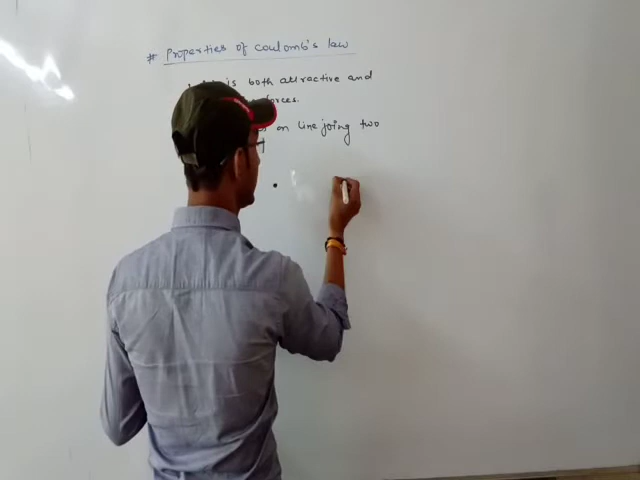 # Properties of coulomb's law
is both attractive and
forces.
on line joing two